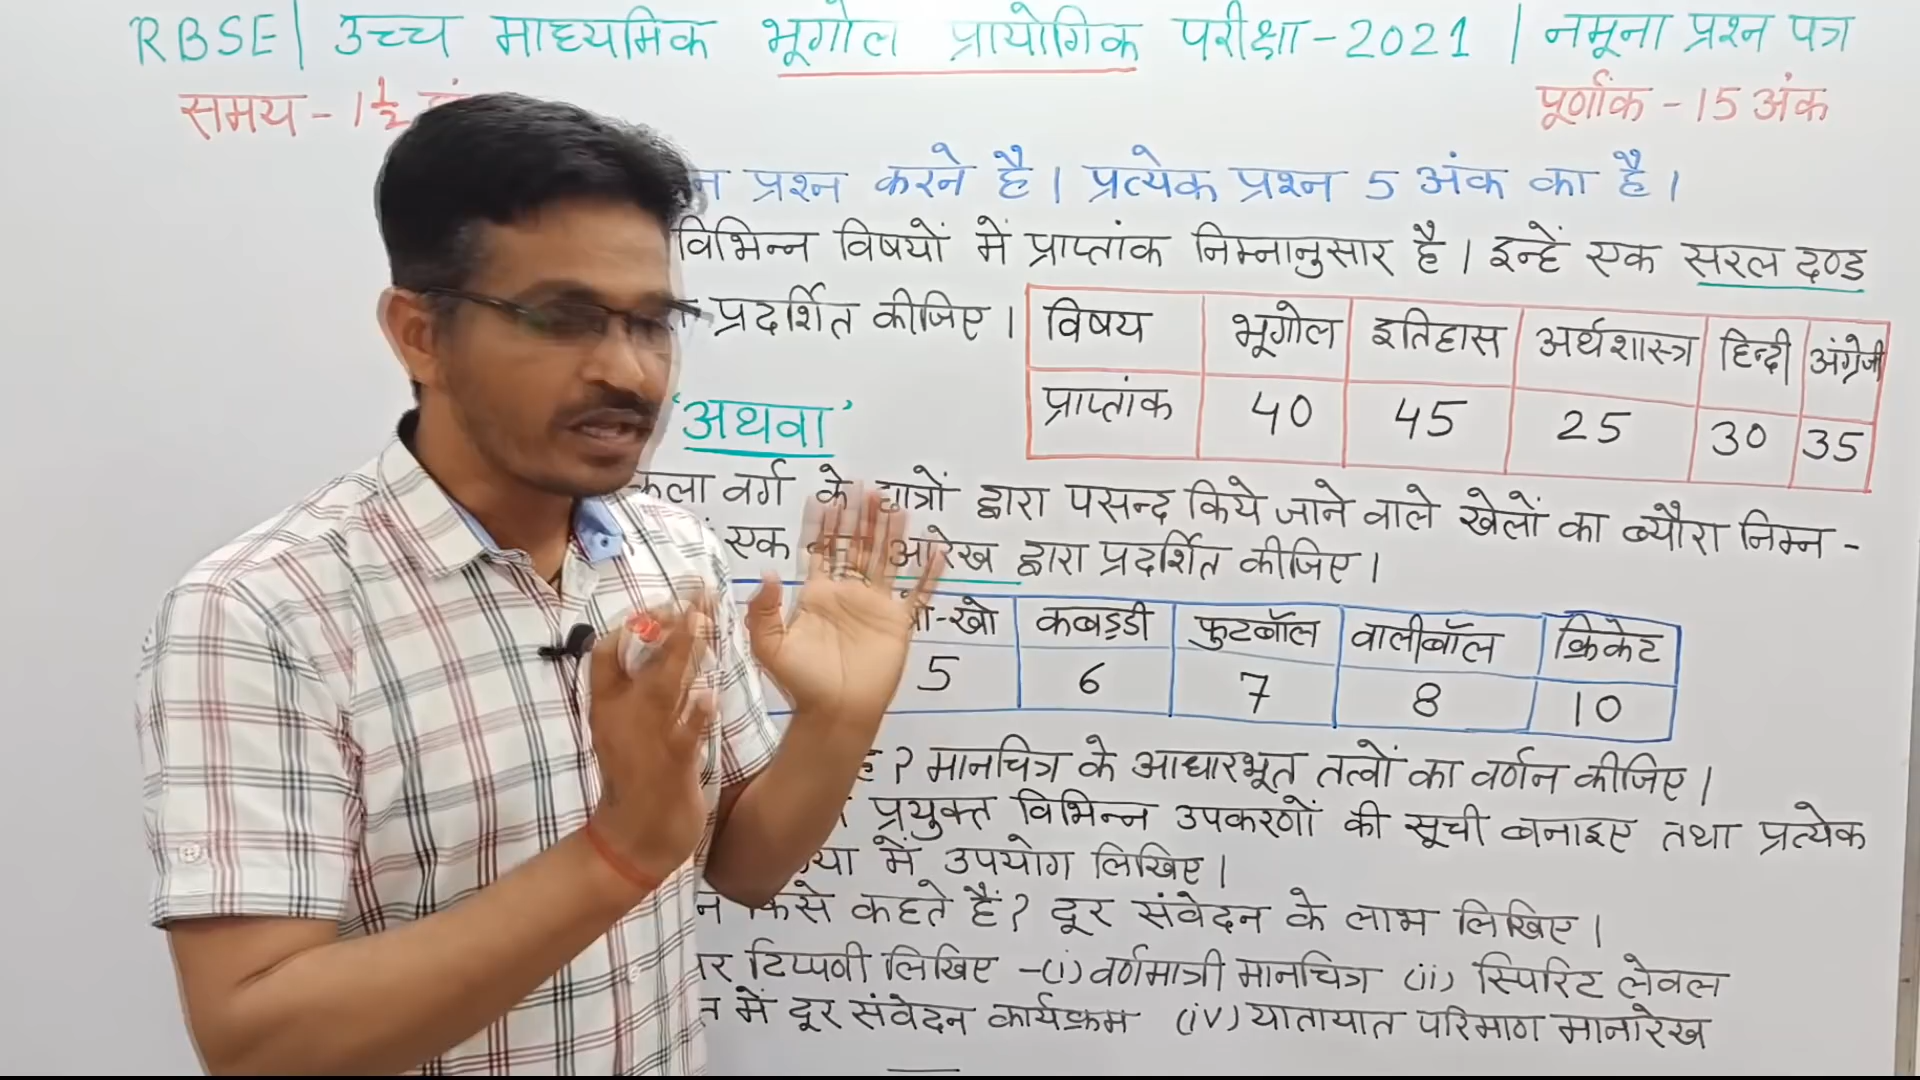 RBSE| उच्च माध्यमिक भूगोल प्रायोगिक परीक्षा-2021 | नमूना प्रश्न पत्र
समय - 1 1/2
पूर्णांक - 15 अंक
प्रश्न करने है। प्रत्येक प्रश्न 5 अंक का है।
विभिन्न विषयों में प्राप्तांक निम्नानुसार है। इन्हें एक सरल दण्ड
प्रदर्शित कीजिए।
विषय भूगोल इतिहास अर्थशास्त्र हिन्दी अंग्रेजी
प्राप्तांक 40 45 25 30 35
'अथवा'
कला वर्ग के छात्रों द्वारा पसन्द किये जाने वाले खेलों का ब्यौरा निम्न -
एक आरेख द्वारा प्रदर्शित कीजिए।
-खो कबड्डी फुटबॉल वालीबॉल क्रिकेट
5 6 7 8 10
? मानचित्र के आधारभूत तत्वों का वर्णन कीजिए।
प्रयुक्त विभिन्न उपकरणों की सूची बनाइए तथा प्रत्येक
में उपयोग लिखिए।
किसे कहते हैं? दूर संवेदन के लाभ लिखिए।
टिप्पणी लिखिए -(i) वर्णमात्री मानचित्र (ii) स्पिरिट लेवल
में दूर संवेदन कार्यक्रम (iv) यातायात परिमाण मानारेख